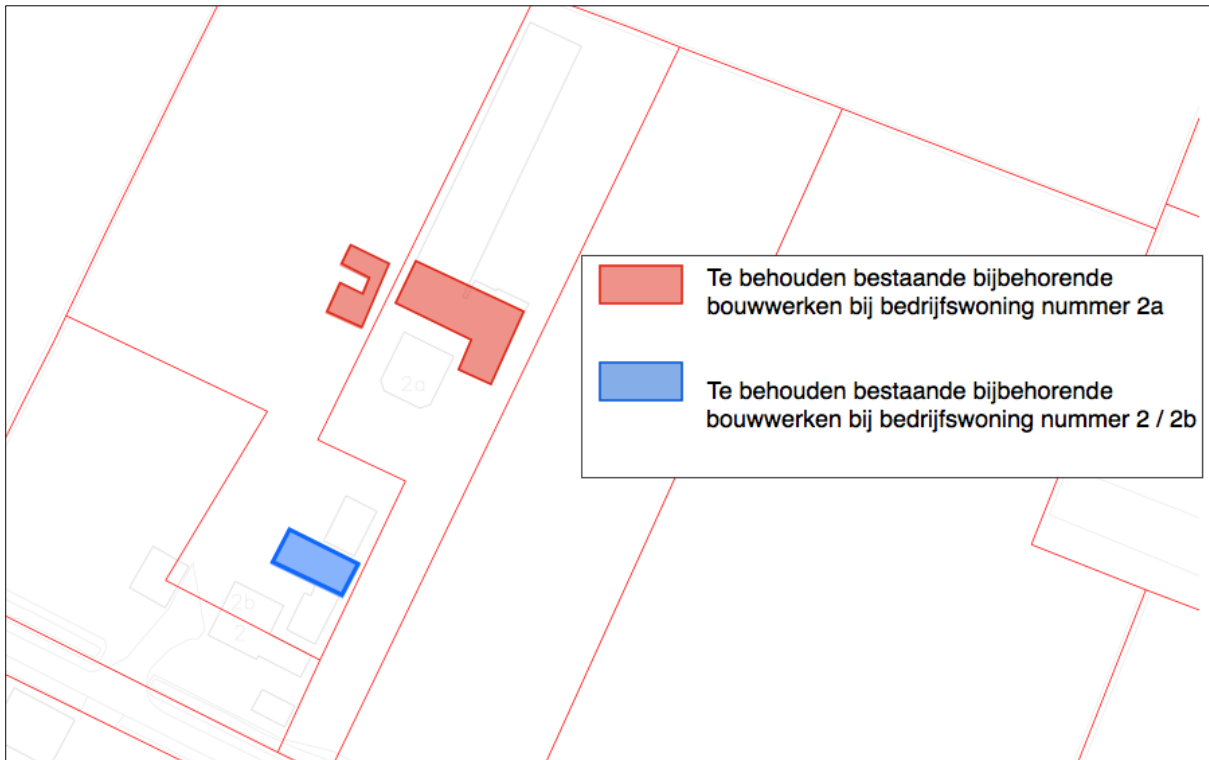 Te behouden bestaande bijbehorende
bouwwerken bij bedrijfswoning nummer 2a
Te behouden bestaande bijbehorende
bouwwerken bij bedrijfswoning nummer 2 / 2b
2a
2b
2